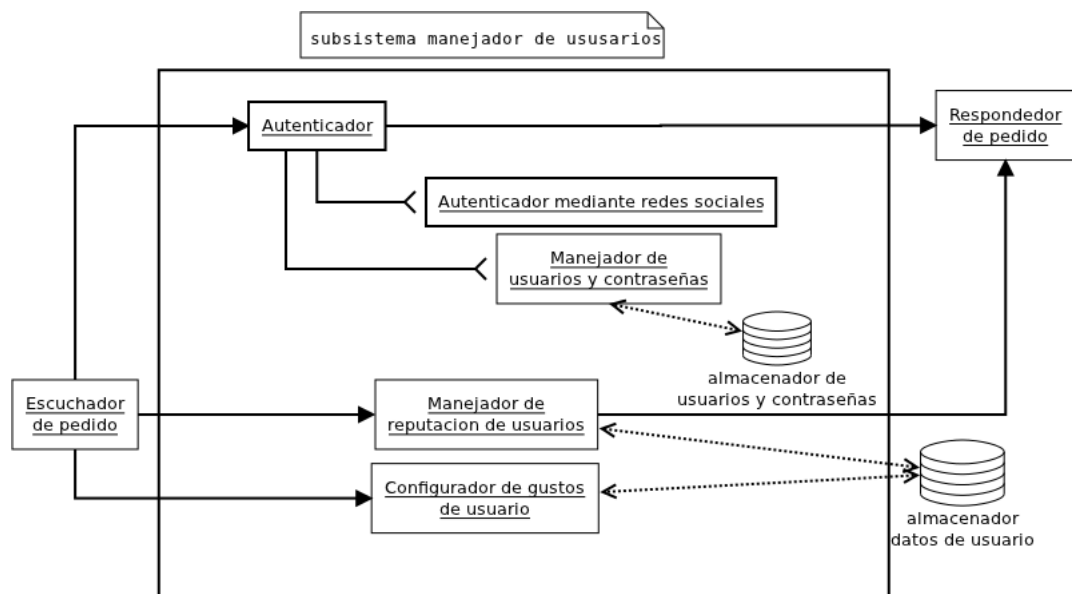 subsistema manejador de ususarios
Autenticador
Respondedor
de pedido
Autenticador mediante redes sociales
Manejador de
usuarios y contraseñas
almacenador de
usuarios y contraseñas
Escuchador
de pedido
Manejador de
reputacion de usuarios
Configurador de gustos
de usuario
almacenador
datos de usuario